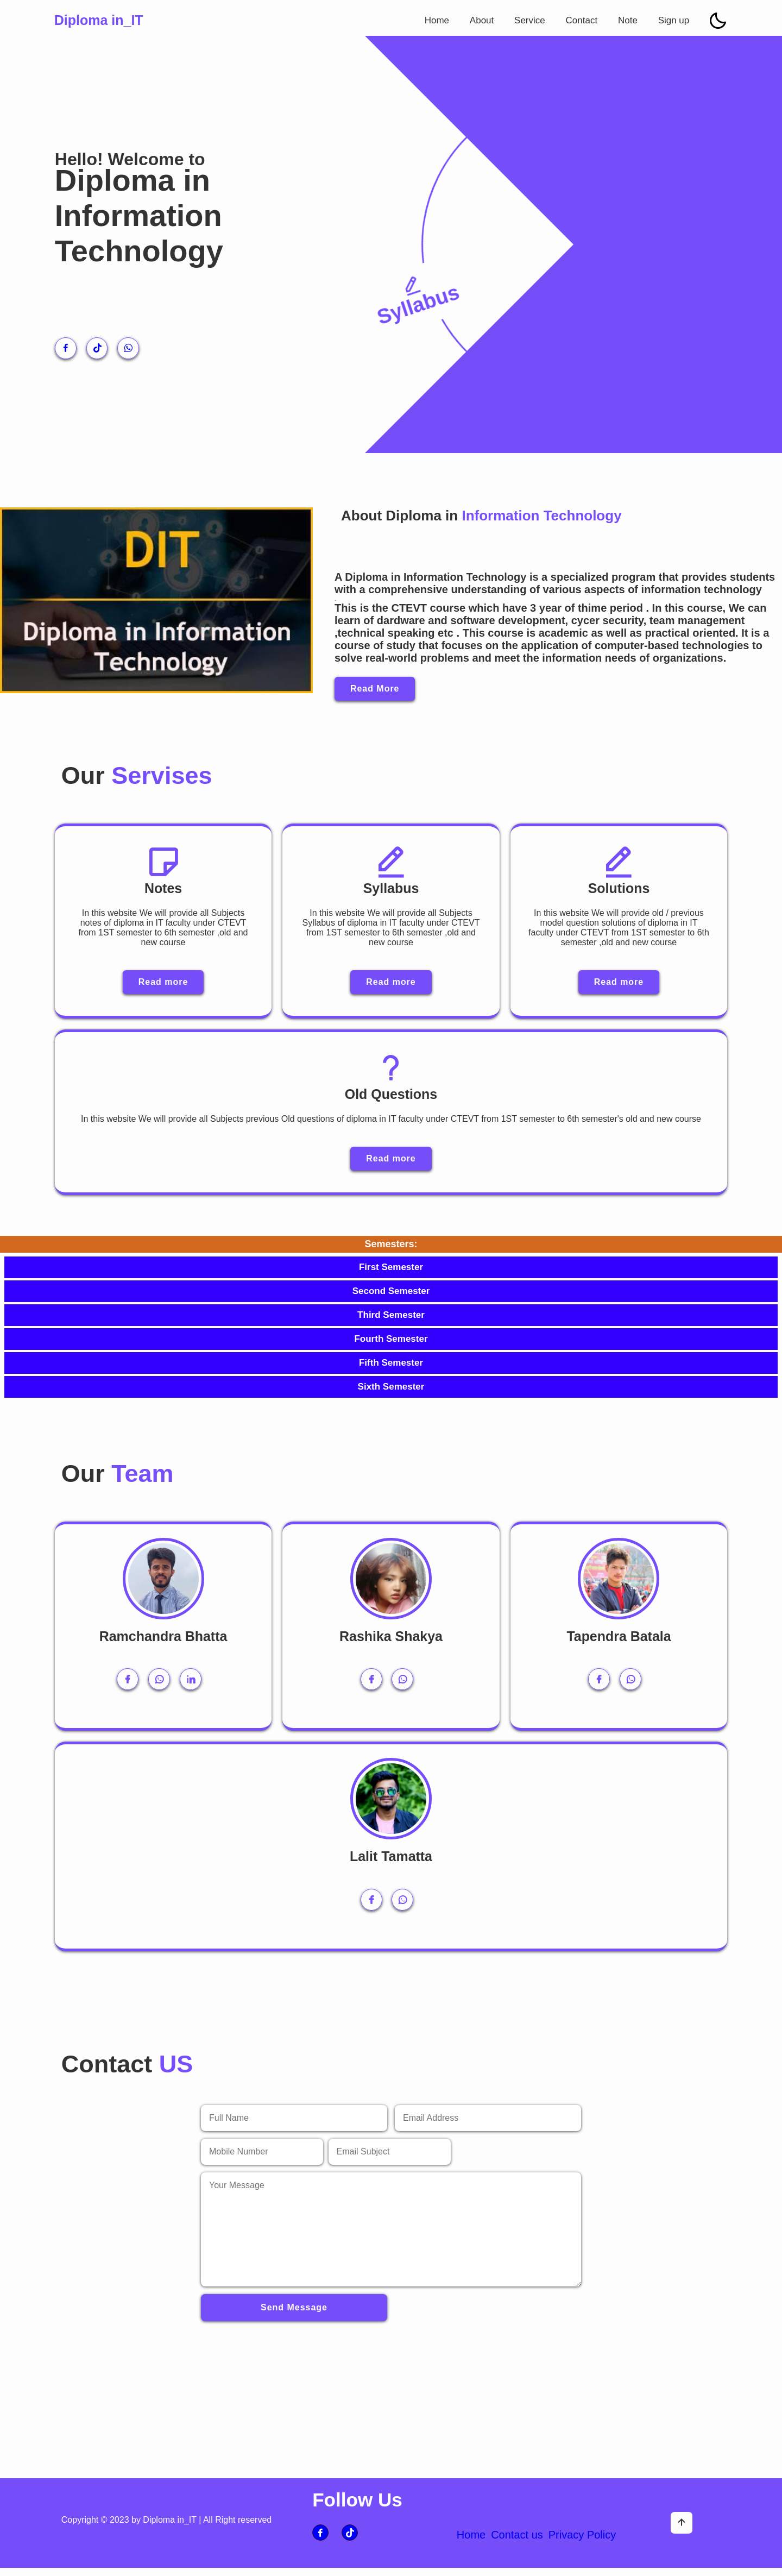 Diploma in_IT
Home About Service Contact Note Sign up
Hello! Welcome to
Diploma in
Information
Technology
Syllabus
DIT
Diploma in Information
Technology
About Diploma in Information Technology
A Diploma in Information Technology is a specialized program that provides students
with a comprehensive understanding of various aspects of information technology
.
This is the CTEVT course which have 3 year of thime period . In this course, We can
learn of dardware and software development, cycer security, team management
,technical speaking etc . This course is academic as well as practical oriented. It is a
course of study that focuses on the application of computer-based technologies to
solve real-world problems and meet the information needs of organizations.
Read More
Our Servises
Notes
In this website We will provide all Subjects
notes of diploma in IT faculty under CTEVT
from 1ST semester to 6th semester ,old and
new course
Read more
Syllabus
In this website We will provide all Subjects
Syllabus of diploma in IT faculty under CTEVT
from 1ST semester to 6th semester ,old and
new course
Read more
Solutions
In this website We will provide old / previous
model question solutions of diploma in IT
faculty under CTEVT from 1ST semester to 6th
semester ,old and new course
Read more
Old Questions
In this website We will provide all Subjects previous Old questions of diploma in IT faculty under CTEVT from 1ST semester to 6th semester's old and new course
Read more
Semesters:
First Semester
Second Semester
Third Semester
Fourth Semester
Fifth Semester
Sixth Semester
Our Team
Ramchandra Bhatta
Rashika Shakya
Tapendra Batala
Lalit Tamatta
Contact US
Full Name
Email Address
Mobile Number
Email Subject
Your Message
Send Message
Copyright © 2023 by Diploma in_IT | All Right reserved
Follow Us
Home Contact us Privacy Policy